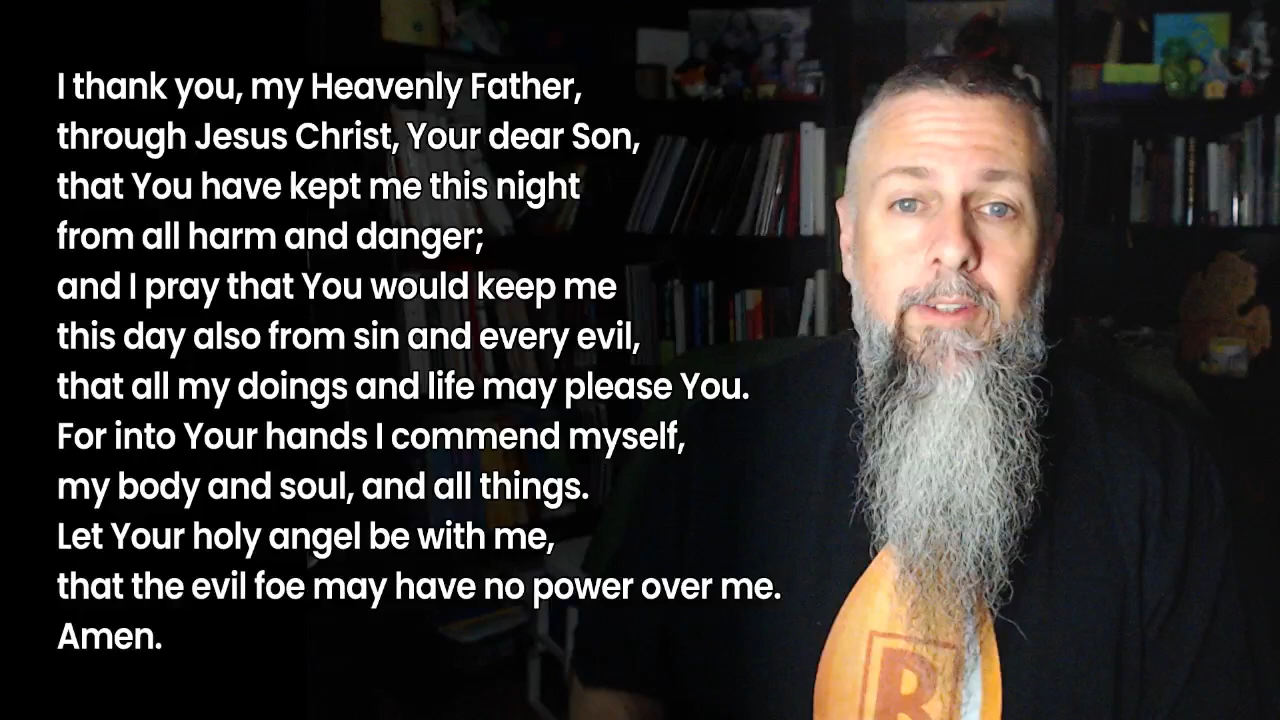 I thank you, my Heavenly Father,
through Jesus Christ, Your dear Son,
that You have kept me this night
from all harm and danger;
and I pray that You would keep me
this day also from sin and every evil,
that all my doings and life may please You.
For into Your hands I commend myself,
my body and soul, and all things.
Let Your holy angel be with me,
that the evil foe may have no power over me.
Amen.
R